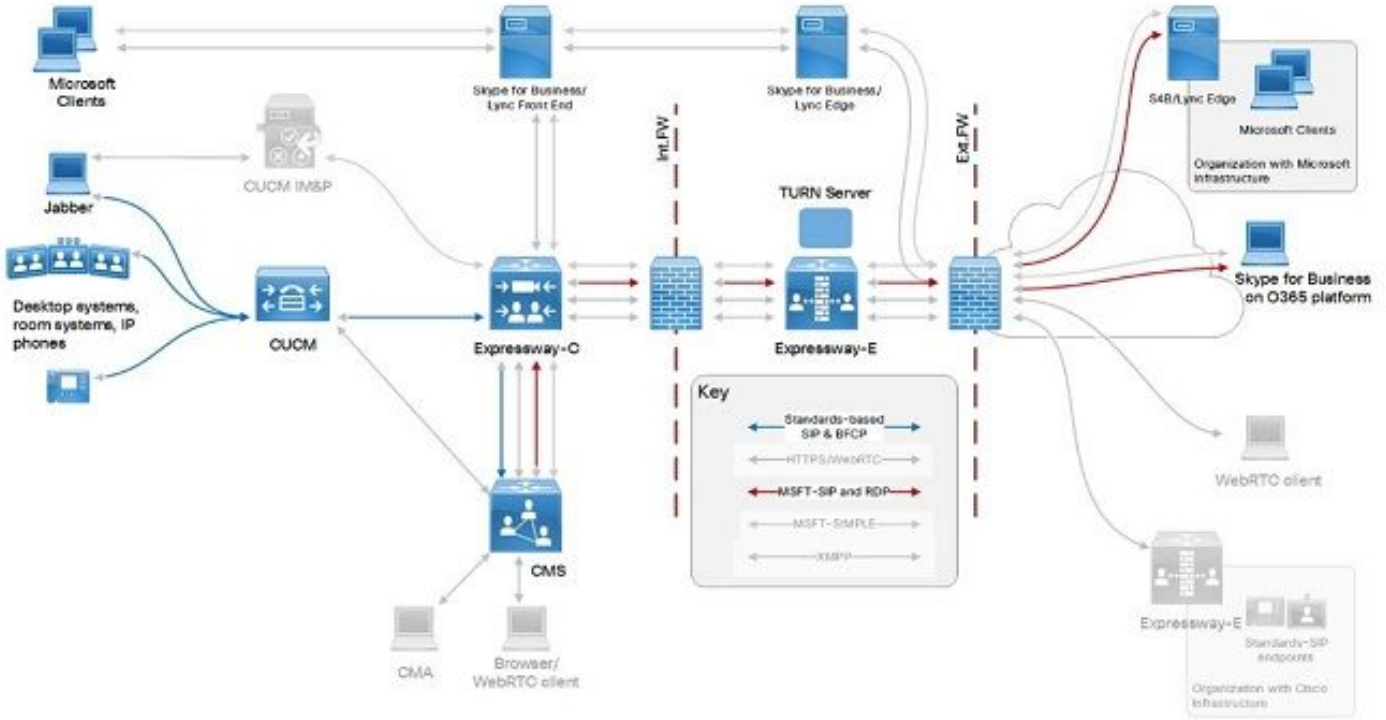 Microsoft
Clients
Skype for Business/
Lync Front End
Skype for Business/
Lync Edge
S4B/Lync Edge
Microsoft Clients
Organization with Microsoft
Infrastructure
CUCM IM&P
Int.FW
Ext.FW
Jabber
TURN Server
Desktop systems,
room systems, IP
phones
CUCM
Expressway-C
Expressway-E
Skype for Business
on O365 platform
Key
Standards-based
SIP & BFCP
HTTPS/WebRTC
MSFT-SIP and RDP
MSFT-SIMPLE
XMPP
WebRTC client
CMS
CMA
Browser/
WebRTC client
Expressway-E
Standards-SIP
endpoints
Organization with Cisco
Infrastructure